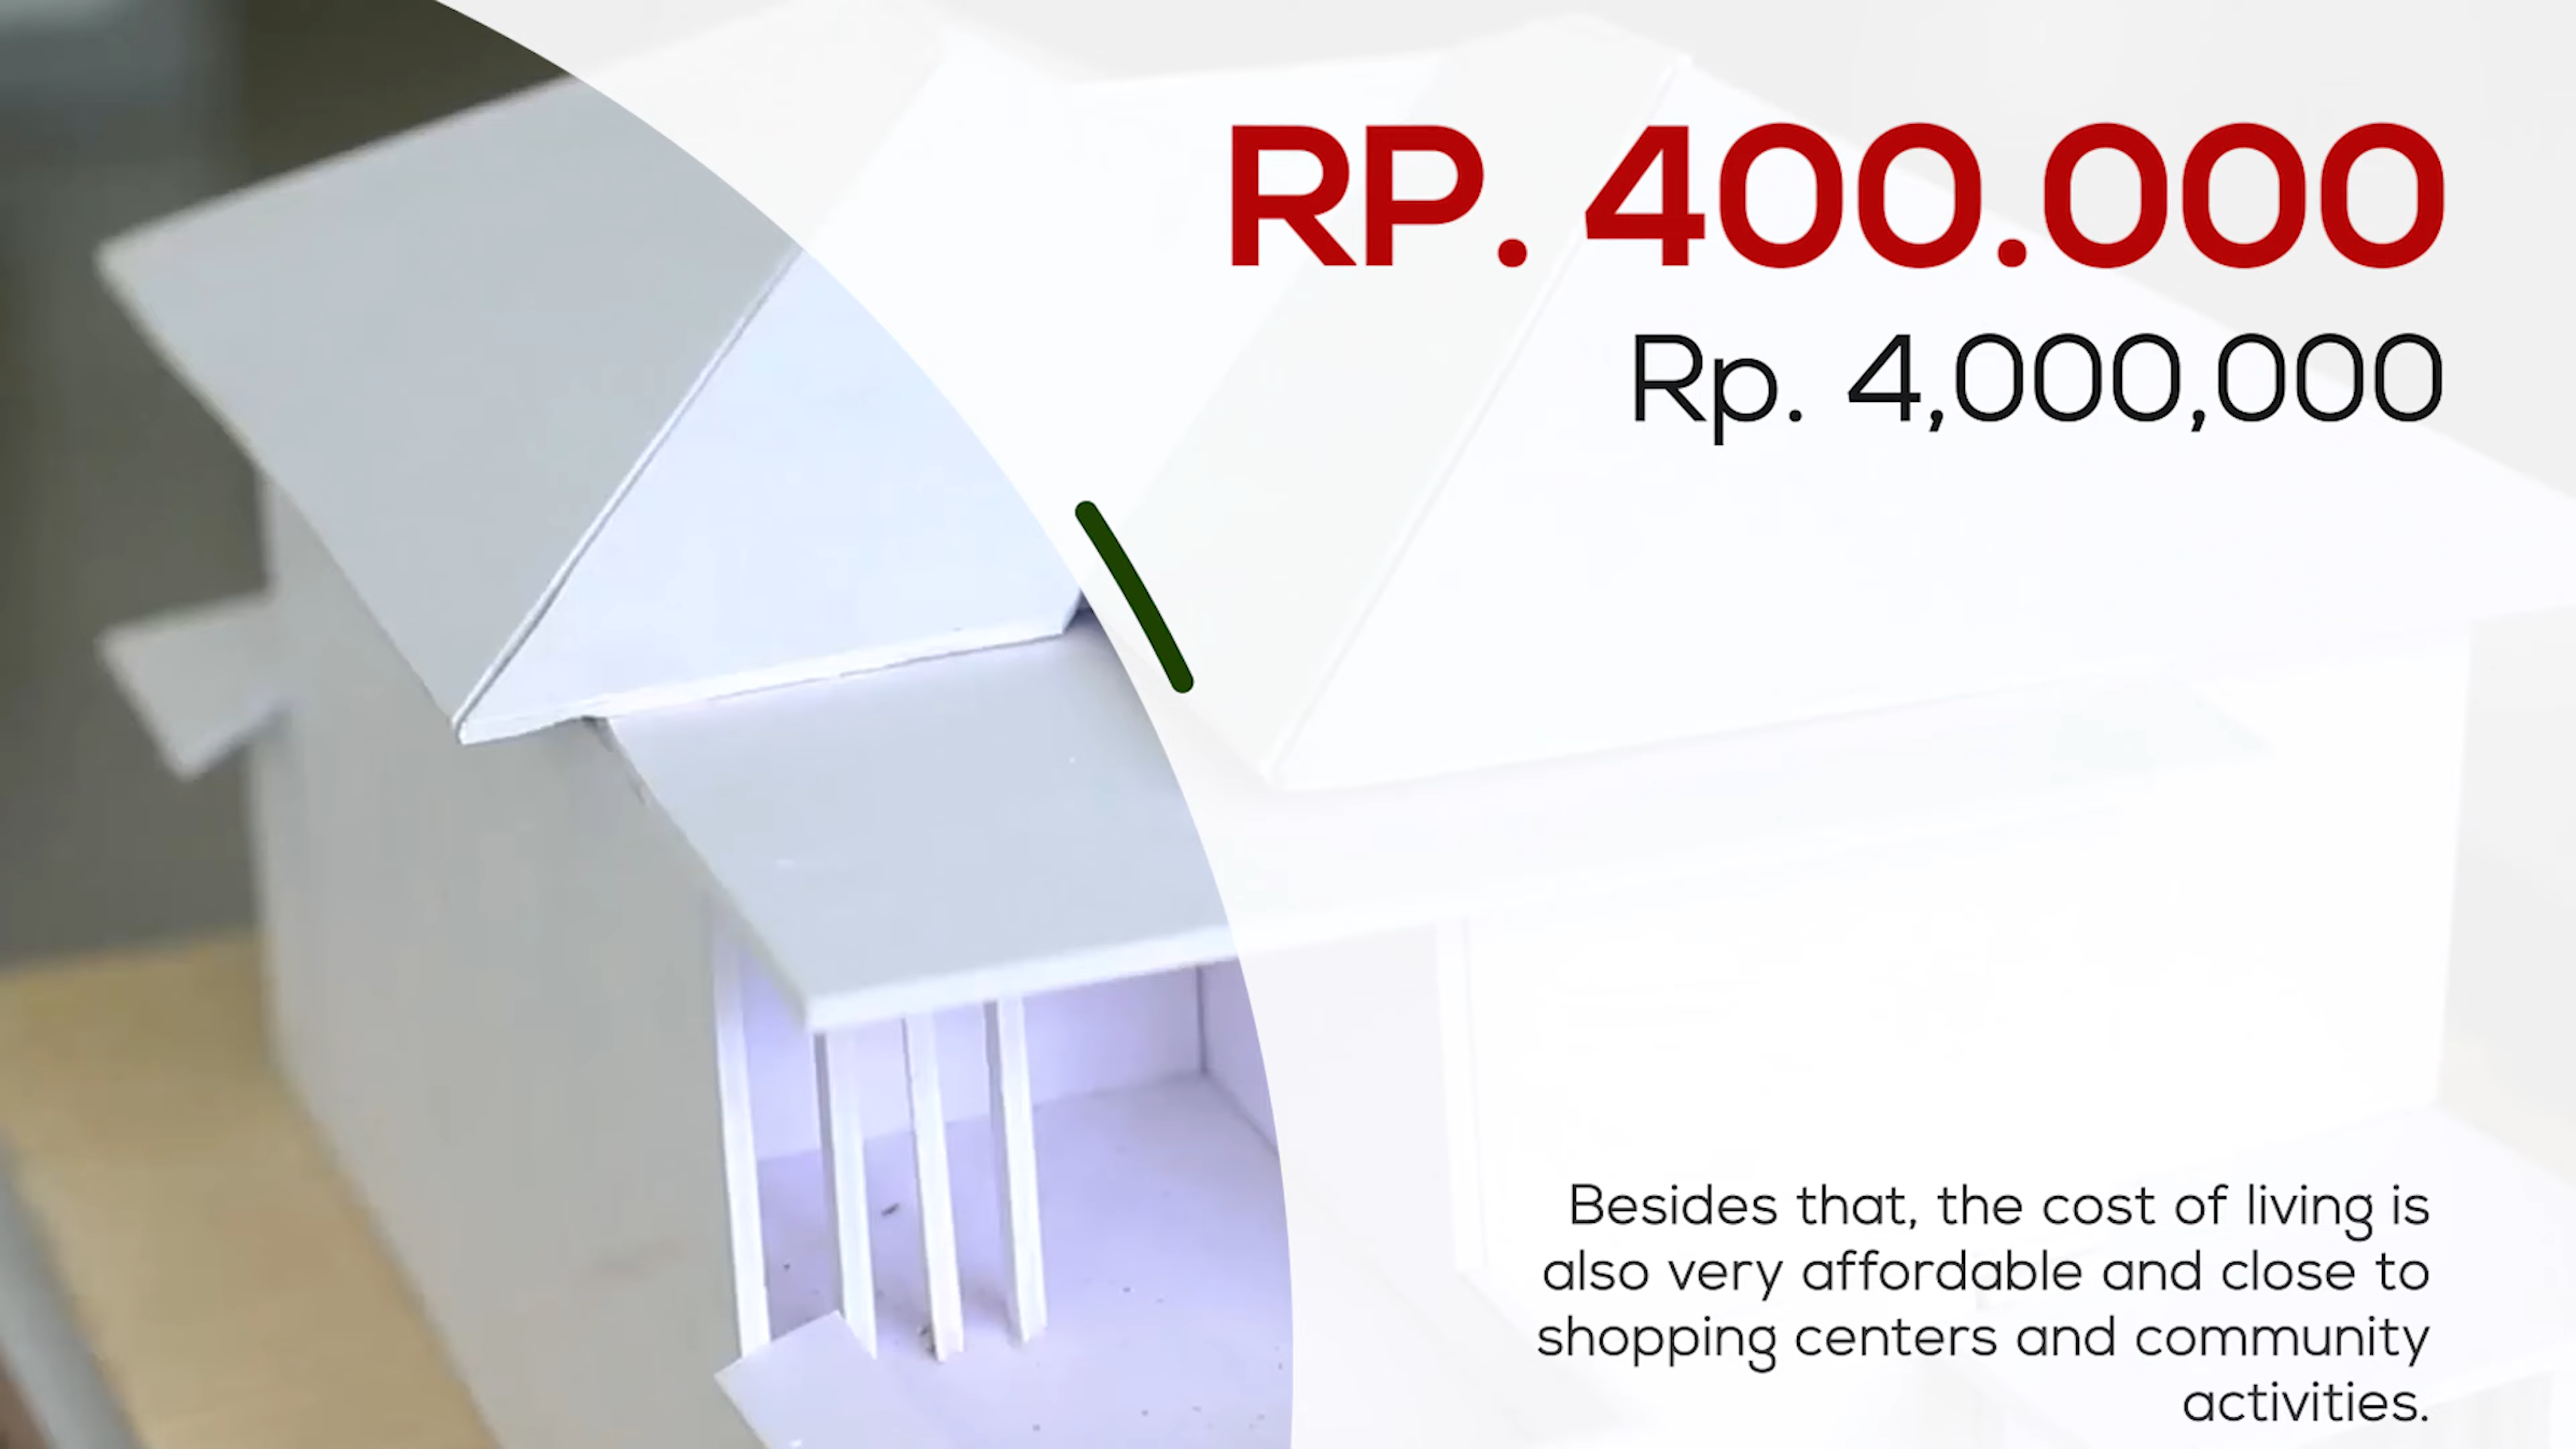 RP. 400.000
Rp. 4,000,000
Besides that, the cost of living is
also very affordable and close to
shopping centers and community
activities.